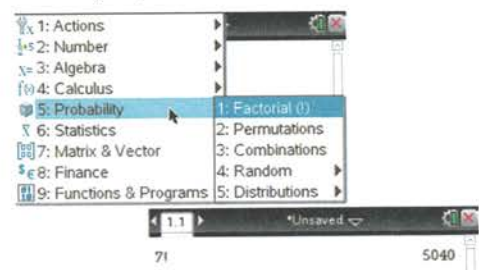 1: Actions
2: Number
3: Algebra
4: Calculus
5: Probability
6: Statistics
7: Matrix & Vector
8: Finance
9: Functions & Programs
1: Factorial (!)
2: Permutations
3: Combinations
4: Random
5: Distributions
1.1 *Unsaved
7! 5040